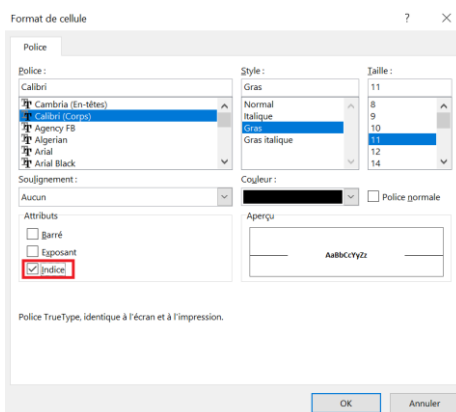 Format de cellule ? ×
Police
Police : Style : Taille :
Calibri Gras 11
Cambria (En-têtes) Normal 8
Calibri (Corps) Italique 9
Agency FB Gras 10
Algerian Gras italique 11
Arial 12
Arial Black 14
Soulignement : Couleur :
Aucun Police normale
Attributs Aperçu
Barré
Exposant AaBbCcYyZz
Indice
Police TrueType, identique à l'écran et à l'impression.
OK Annuler